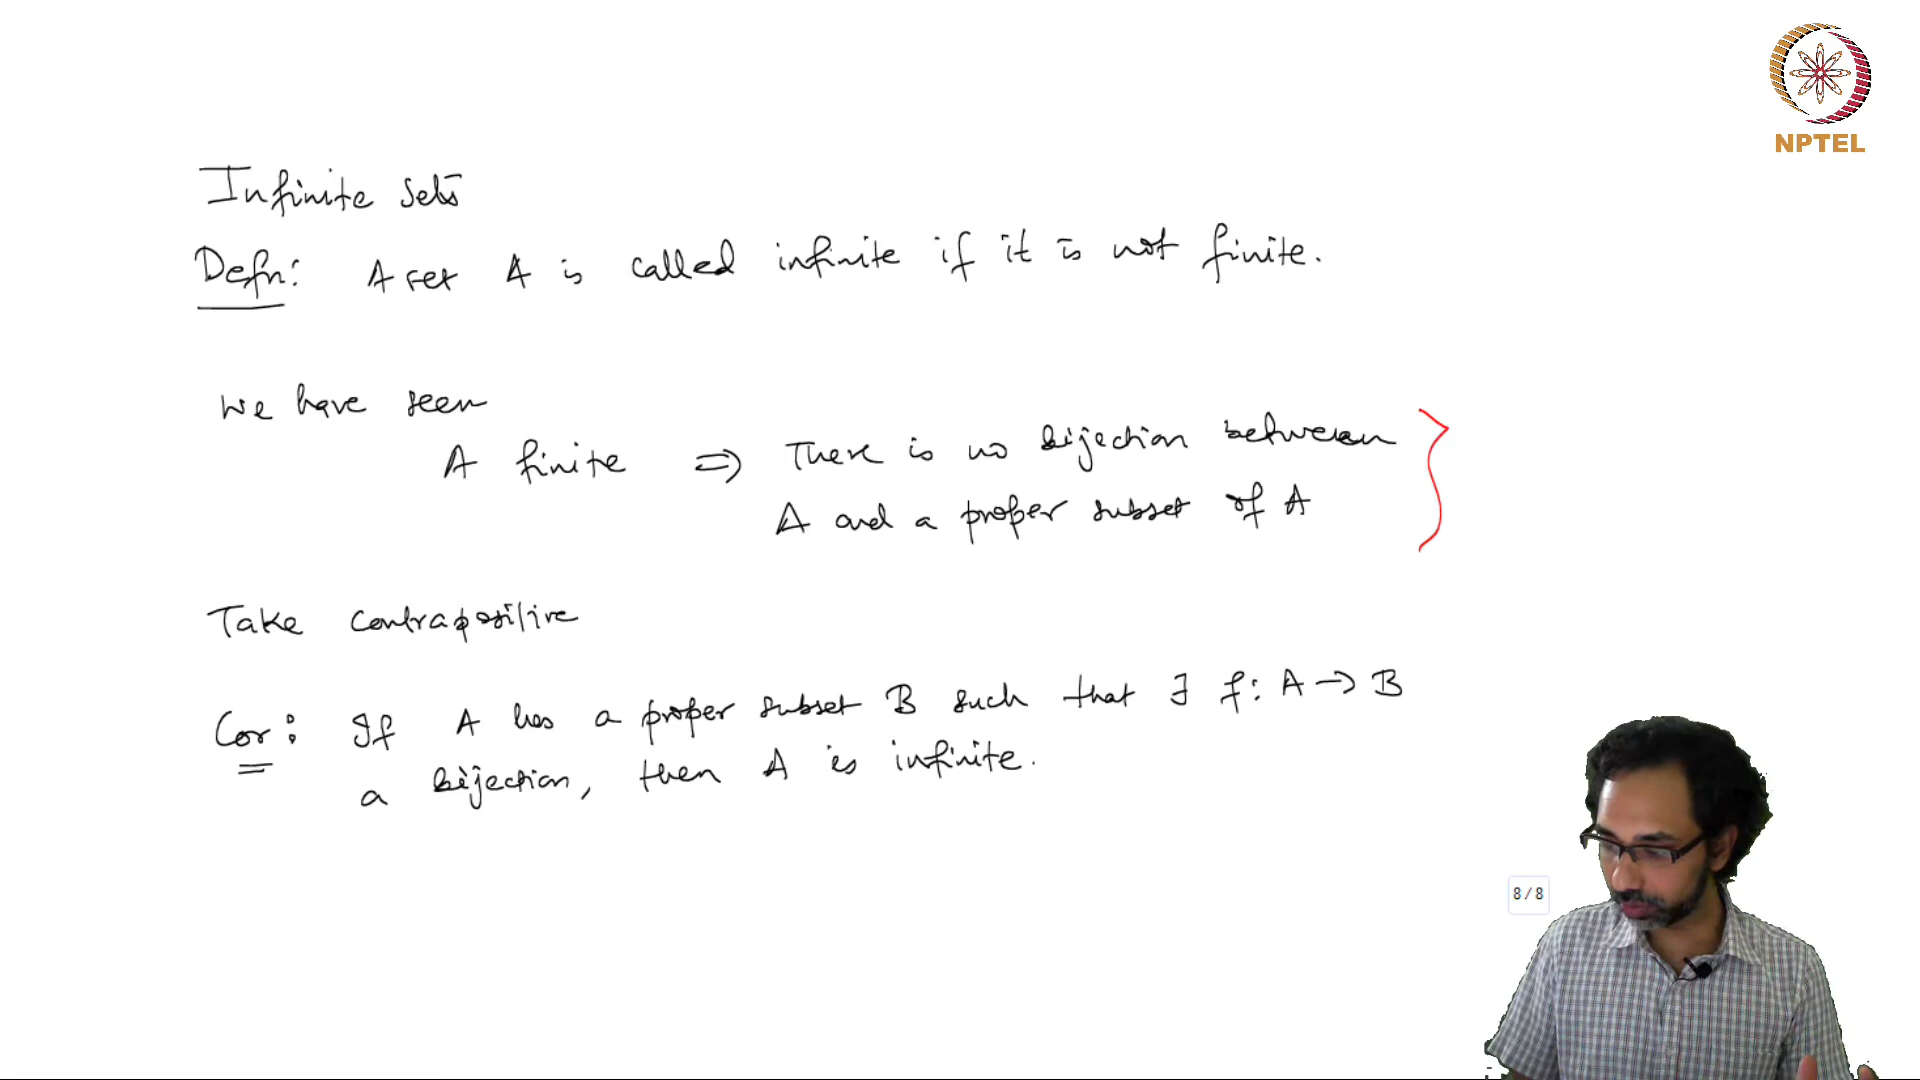 NPTEL
Infinite sets
Defn: A set A is called infinite if it is not finite.
We have seen
A finite ⇒ There is no bijection between
A and a proper subset of A
Take contrapositive
Cor: If A has a proper subset B such that ∃ f: A → B
a bijection, then A is infinite.
8/8